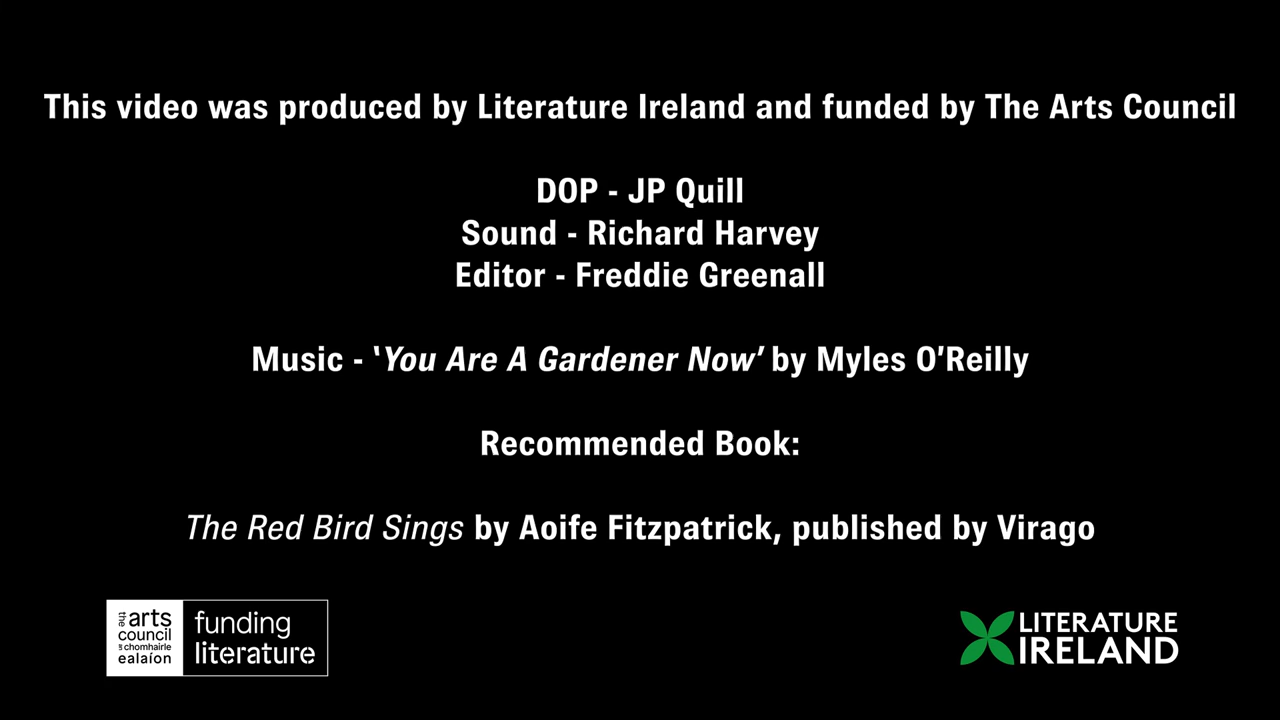 This video was produced by Literature Ireland and funded by The Arts Council
DOP - JP Quill
Sound - Richard Harvey
Editor - Freddie Greenall
Music - ‘You Are A Gardener Now’ by Myles O’Reilly
Recommended Book:
The Red Bird Sings by Aoife Fitzpatrick, published by Virago
the arts
council
chomhairle
ealaíon
funding
literature
LITERATURE
IRELAND